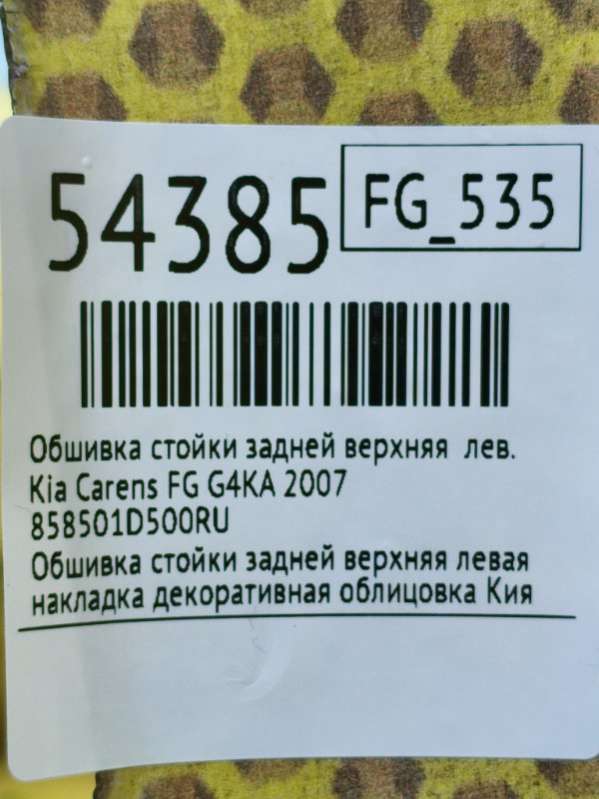 54385
FG_535
Обшивка стойки задней верхняя лев.
Kia Carens FG G4KA 2007
858501D500RU
Обшивка стойки задней верхняя левая
накладка декоративная облицовка Кия